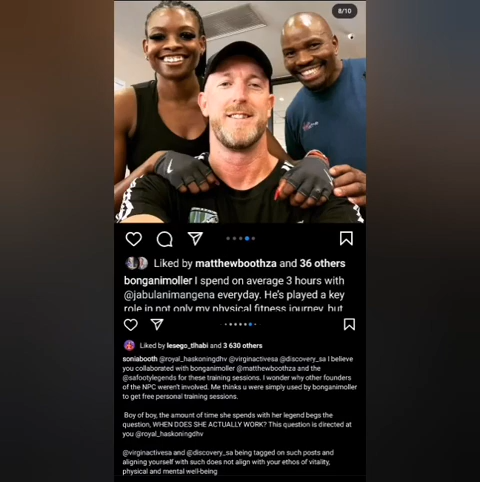 8/10
Liked by matthewboothza and 36 others
bonganimoller I spend on average 3 hours with
@jabulanimangena everyday. He's played a key
role in not only my physical fitness journey, but
Liked by lesego_tlhabi and 3 630 others
soniabooth @royal_haskoningdhv @virginactivesa @discovery_sa I believe
you collaborated with bonganimoller @matthewboothza and the
@safootylegends for these training sessions. I wonder why other founders
of the NPC weren't involved. Me thinks u were simply used by bonganimoller
to get free personal training sessions.
Boy of boy, the amount of time she spends with her legend begs the
question, WHEN DOES SHE ACTUALLY WORK? This question is directed at
you @royal_haskoningdhv
@virginactivesa and @discovery_sa being tagged on such posts and
aligning yourself with such does not align with your ethos of vitality,
physical and mental well-being